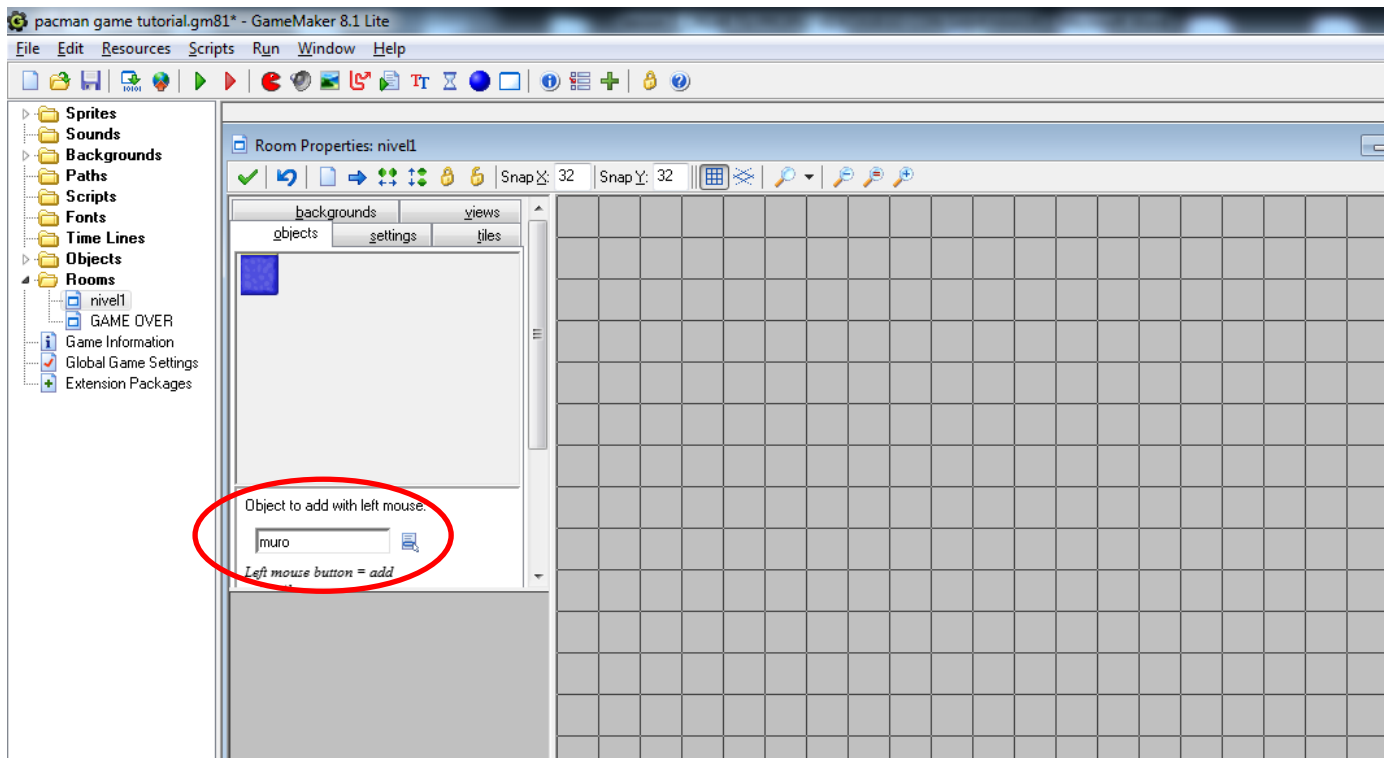 pacman game tutorial.gm81* - GameMaker 8.1 Lite
File Edit Resources Scripts Run Window Help
Sprites
Sounds
Backgrounds
Paths
Scripts
Fonts
Time Lines
Objects
Rooms
nivel1
GAME OVER
Game Information
Global Game Settings
Extension Packages
Room Properties: nivel1
Snap X: 32 Snap Y: 32
backgrounds views
objects settings tiles
Object to add with left mouse:
muro
Left mouse button = add